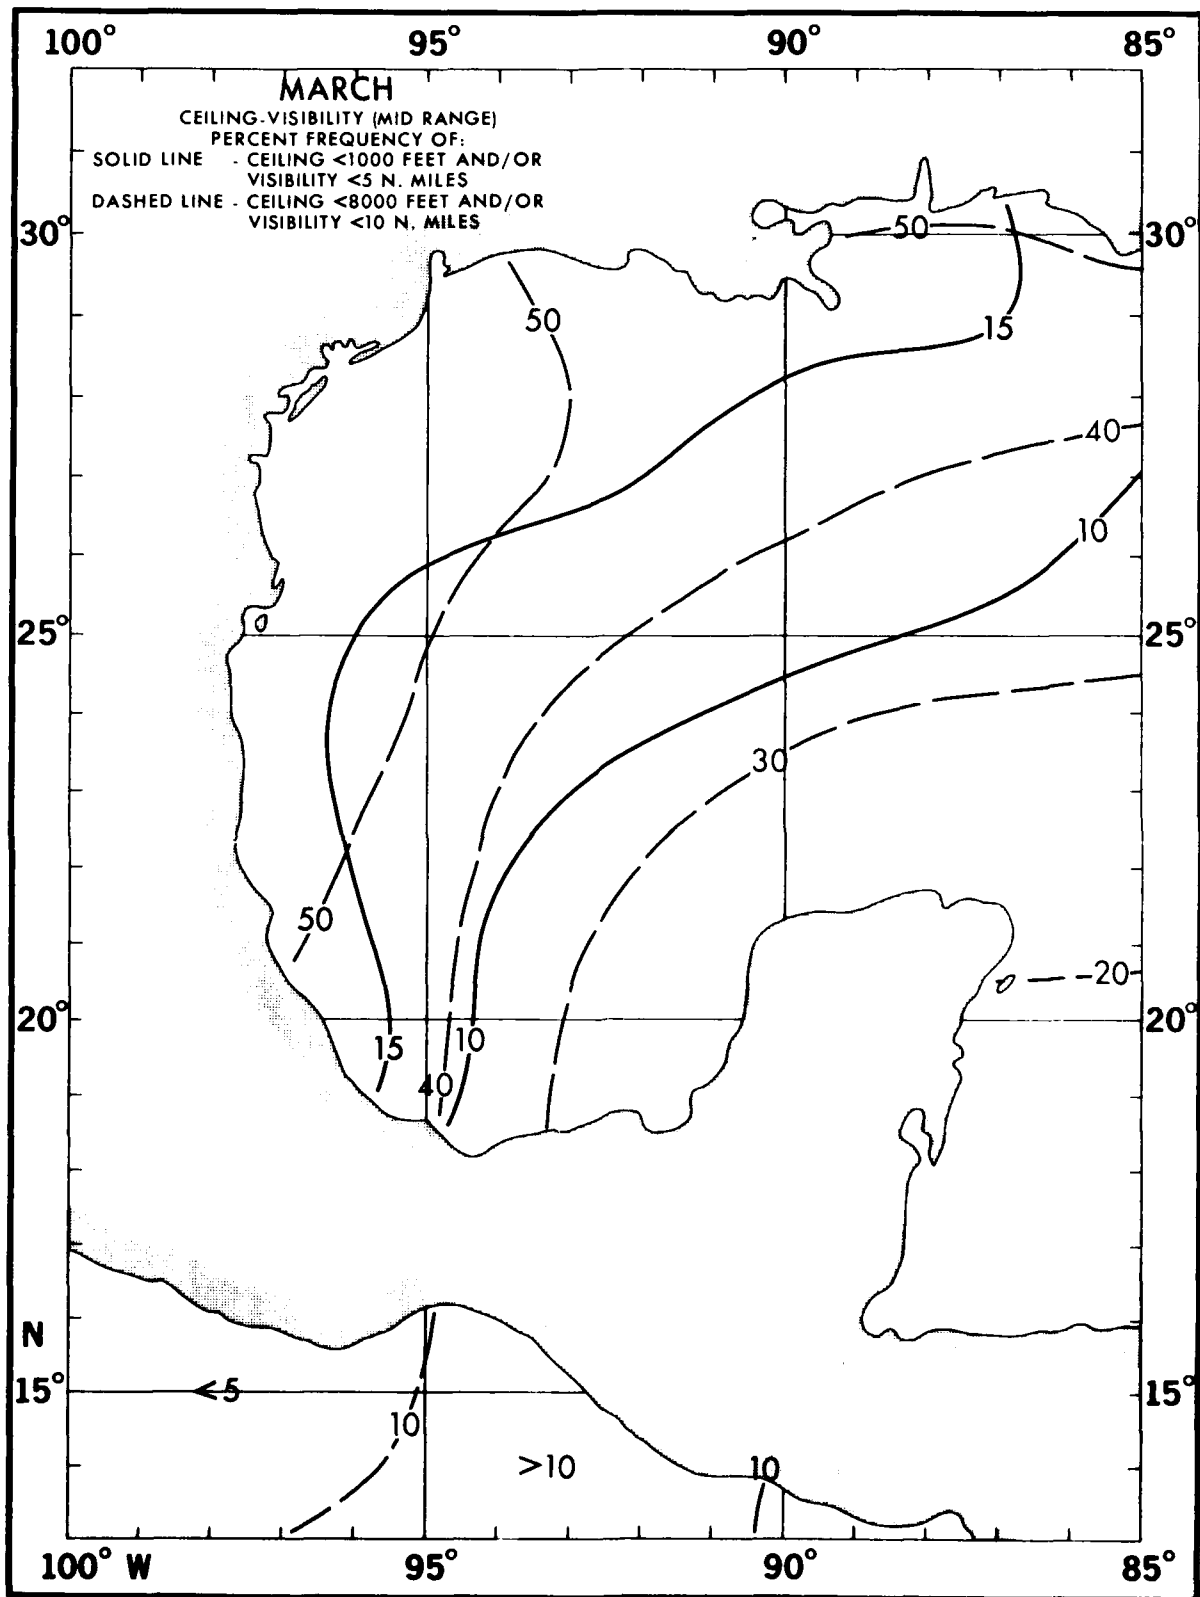 100° 95° 90° 85°
MARCH
CEILING-VISIBILITY (MID RANGE)
PERCENT FREQUENCY OF:
SOLID LINE - CEILING <1000 FEET AND/OR
VISIBILITY <5 N. MILES
DASHED LINE - CEILING <8000 FEET AND/OR
VISIBILITY <10 N. MILES
30° 50 30°
50 15
40
10
25° 25°
30
50
20
20° 20°
15 10
40
N
15° <5 15°
10
>10 10
100° W 95° 90° 85°